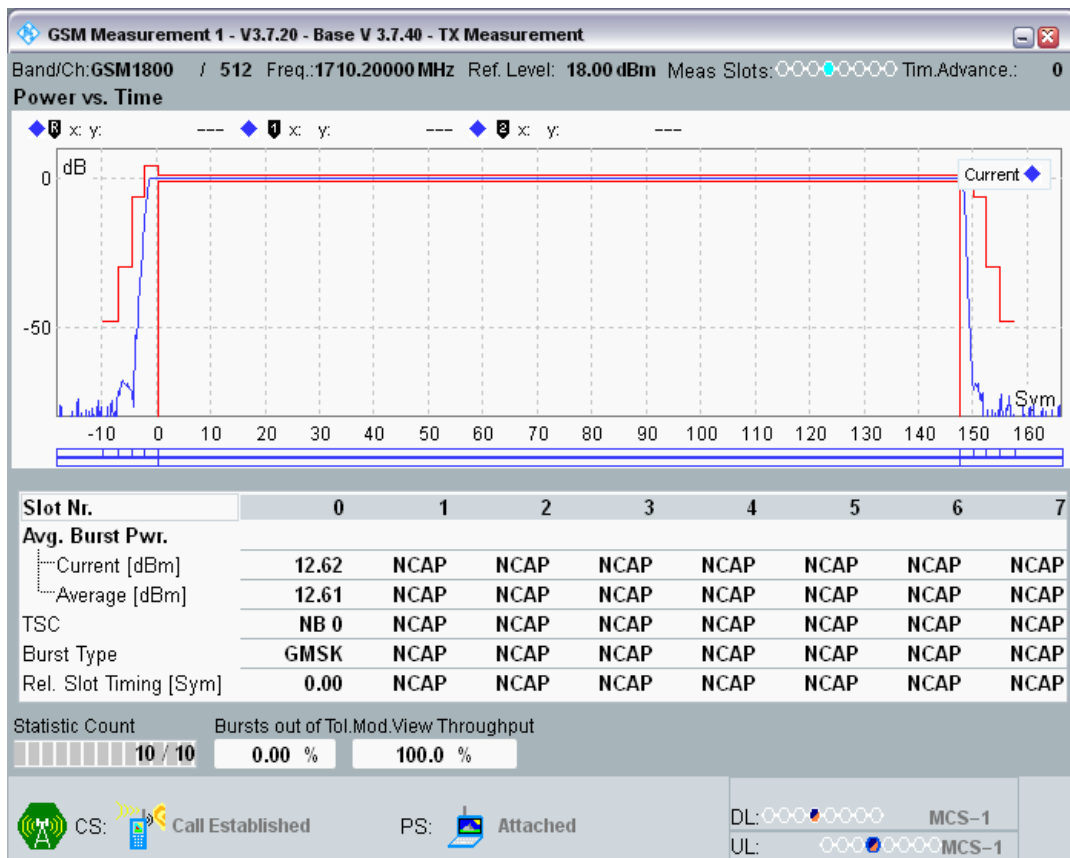 GSM Measurement 1 - V3.7.20 - Base V 3.7.40 - TX Measurement
Band/Ch:GSM1800 / 512 Freq.:1710.20000 MHz Ref. Level: 18.00 dBm Meas Slots: Tim.Advance.: 0
Power vs. Time
R x: y: --- 1 x: y: --- 2 x: y: ---
dB
Current
0
-50
Sym
-10 0 10 20 30 40 50 60 70 80 90 100 110 120 130 140 150 160
Slot Nr. 0 1 2 3 4 5 6 7
Avg. Burst Pwr.
Current [dBm] 12.62 NCAP NCAP NCAP NCAP NCAP NCAP NCAP
Average [dBm] 12.61 NCAP NCAP NCAP NCAP NCAP NCAP NCAP
TSC NB 0 NCAP NCAP NCAP NCAP NCAP NCAP NCAP
Burst Type GMSK NCAP NCAP NCAP NCAP NCAP NCAP NCAP
Rel. Slot Timing [Sym] 0.00 NCAP NCAP NCAP NCAP NCAP NCAP NCAP
Statistic Count Bursts out of Tol.Mod.View Throughput
10 / 10 0.00 % 100.0 %
CS: Call Established PS: Attached
DL: MCS-1
UL: MCS-1